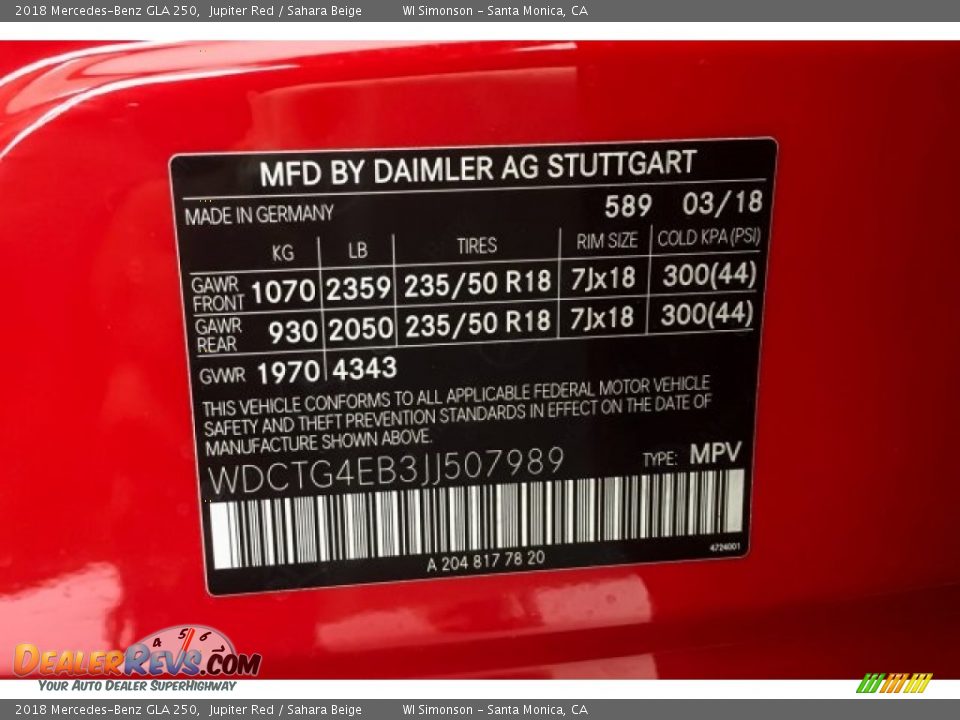 2018 Mercedes-Benz GLA 250, Jupiter Red / Sahara Beige WI Simonson - Santa Monica, CA
MFD BY DAIMLER AG STUTTGART
MADE IN GERMANY 589 03/18
KG LB TIRES RIM SIZE COLD KPA (PSI)
GAWR FRONT 1070 2359 235/50 R18 7Jx18 300(44)
GAWR REAR 930 2050 235/50 R18 7Jx18 300(44)
GVWR 1970 4343
THIS VEHICLE CONFORMS TO ALL APPLICABLE FEDERAL MOTOR VEHICLE
SAFETY AND THEFT PREVENTION STANDARDS IN EFFECT ON THE DATE OF
MANUFACTURE SHOWN ABOVE.
WDCTG4EB3JJ507989 TYPE: MPV
A 204 817 78 20 4724001
4 5 6
DEALERREVS.COM
YOUR AUTO DEALER SUPERHIGHWAY
2018 Mercedes-Benz GLA 250, Jupiter Red / Sahara Beige WI Simonson - Santa Monica, CA